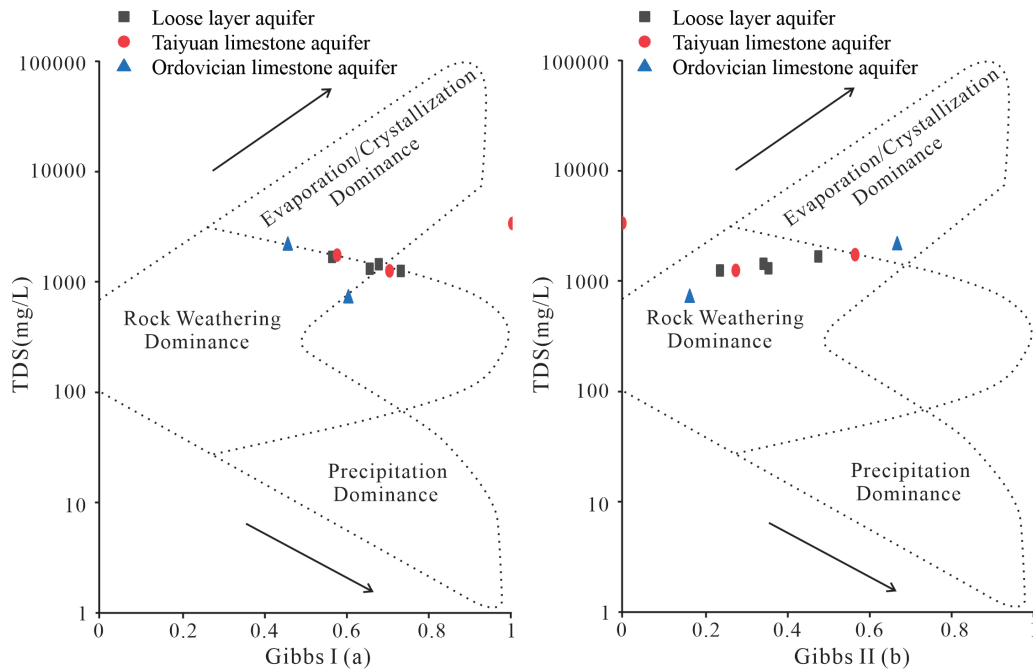 Loose layer aquifer
Taiyuan limestone aquifer
Ordovician limestone aquifer
100000
10000
1000
100
10
1
TDS(mg/L)
Evaporation/Crystallization
Dominance
Rock Weathering
Dominance
Precipitation
Dominance
0
0.2
0.4
0.6
0.8
1
Gibbs I (a)
Loose layer aquifer
Taiyuan limestone aquifer
Ordovician limestone aquifer
100000
10000
1000
100
10
1
TDS(mg/L)
Evaporation/Crystallization
Dominance
Rock Weathering
Dominance
Precipitation
Dominance
0
0.2
0.4
0.6
0.8
1
Gibbs II (b)